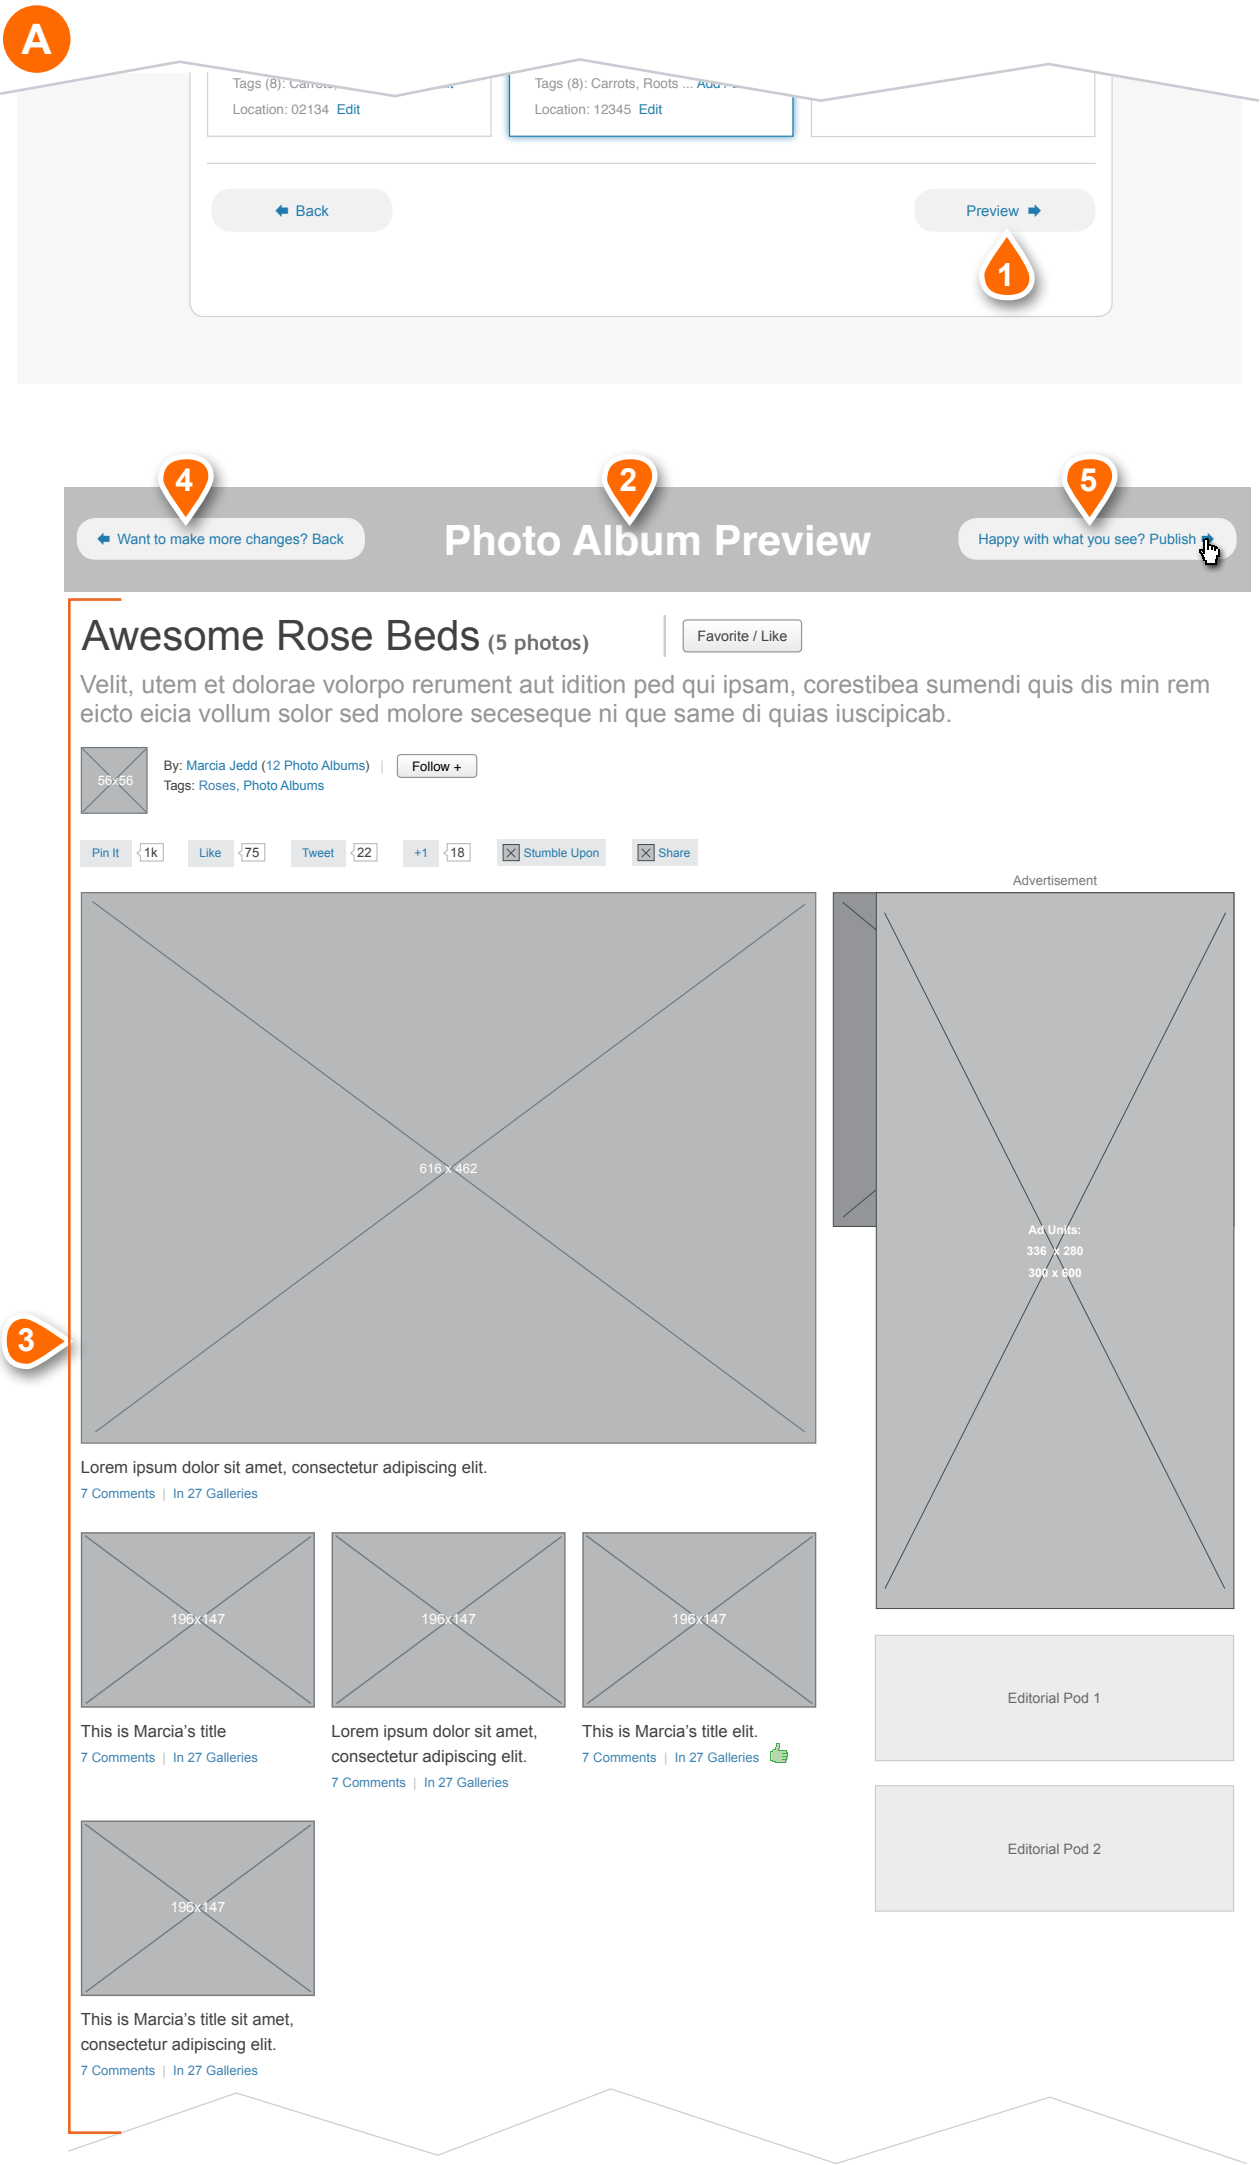 A
Tags (8):
Tags (8): Carrots, Roots ...
Location: 02134 Edit
Location: 12345 Edit
Back
Preview
1
4
2
5
Want to make more changes? Back
Photo Album Preview
Happy with what you see? Publish
Awesome Rose Beds (5 photos)
Favorite / Like
Velit, utem et dolorae volorpo rerument aut idition ped qui ipsam, corestibea sumendi quis dis min rem
eicto eicia vollum solor sed molore seceseque ni que same di quias iuscipicab.
56x56
By: Marcia Jedd (12 Photo Albums) | Follow +
Tags: Roses, Photo Albums
Pin It 1k Like 75 Tweet 22 +1 18 Stumble Upon Share
Advertisement
616 x 462
Ad Units:
336 x 280
300 x 600
3
Lorem ipsum dolor sit amet, consectetur adipiscing elit.
7 Comments | In 27 Galleries
196x147
196x147
196x147
This is Marcia's title
7 Comments | In 27 Galleries
Lorem ipsum dolor sit amet,
consectetur adipiscing elit.
7 Comments | In 27 Galleries
This is Marcia's title elit.
7 Comments | In 27 Galleries
Editorial Pod 1
Editorial Pod 2
196x147
This is Marcia's title sit amet,
consectetur adipiscing elit.
7 Comments | In 27 Galleries